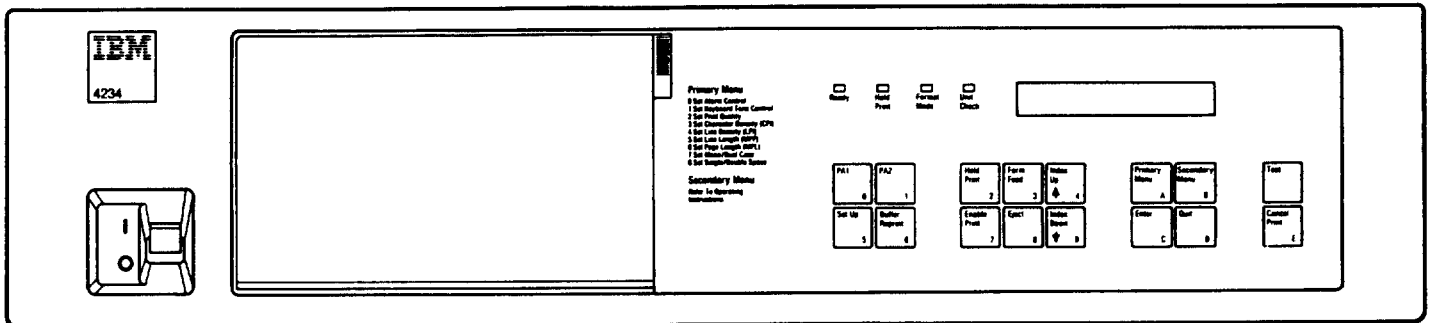 IBM
4234
Primary Menu
0 Set Alarm Control
1 Set Keyboard Tone Control
2 Set Print Quality
3 Set Character Density (CPI)
4 Set Line Density (LPI)
5 Set Line Length (MPP)
6 Set Page Length (MPL)
7 Set Mono/Dual Case
8 Set Single/Double Space
Secondary Menu
Refer To Operating
Instructions
Ready
Hold
Print
Format
Mode
Unit
Check
PA1
0
PA2
1
Hold
Print
2
Form
Feed
3
Index
Up
4
Primary
Menu
A
Secondary
Menu
B
Test
Set Up
5
Buffer
Reprint
6
Enable
Print
7
Eject
8
Index
Down
9
Enter
C
Quit
D
Cancel
Print
E